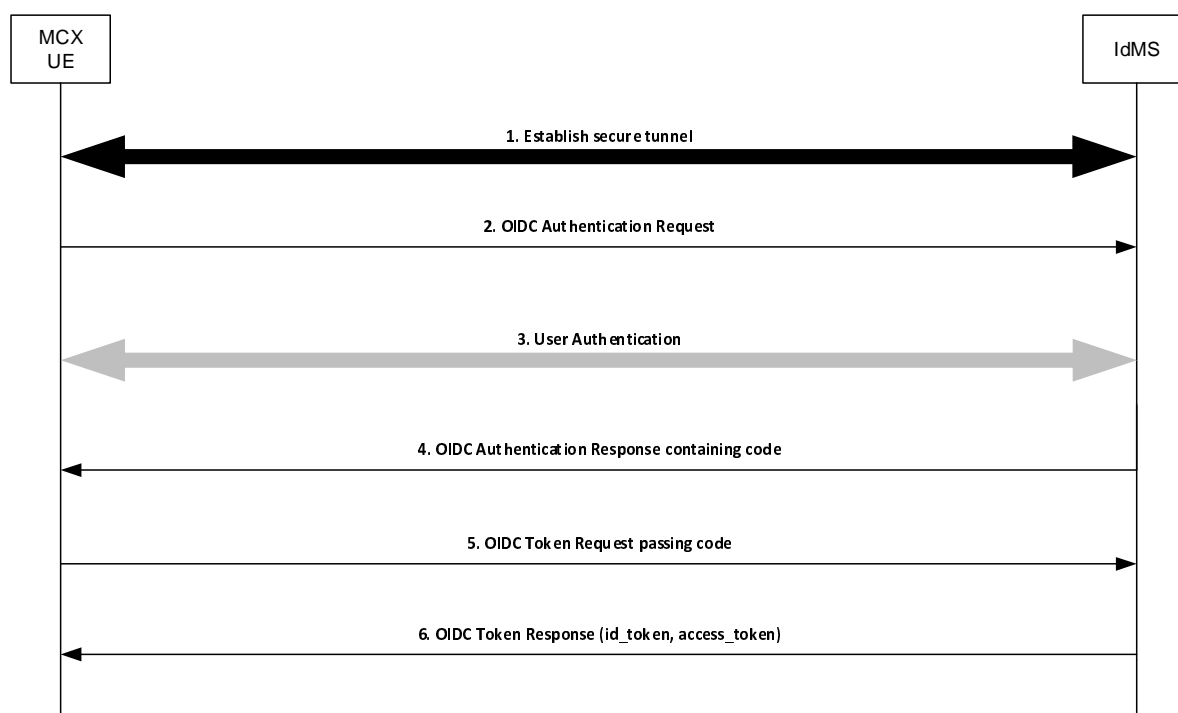 MCX
UE
IdMS
1. Establish secure tunnel
2. OIDC Authentication Request
3. User Authentication
4. OIDC Authentication Response containing code
5. OIDC Token Request passing code
6. OIDC Token Response (id_token, access_token)